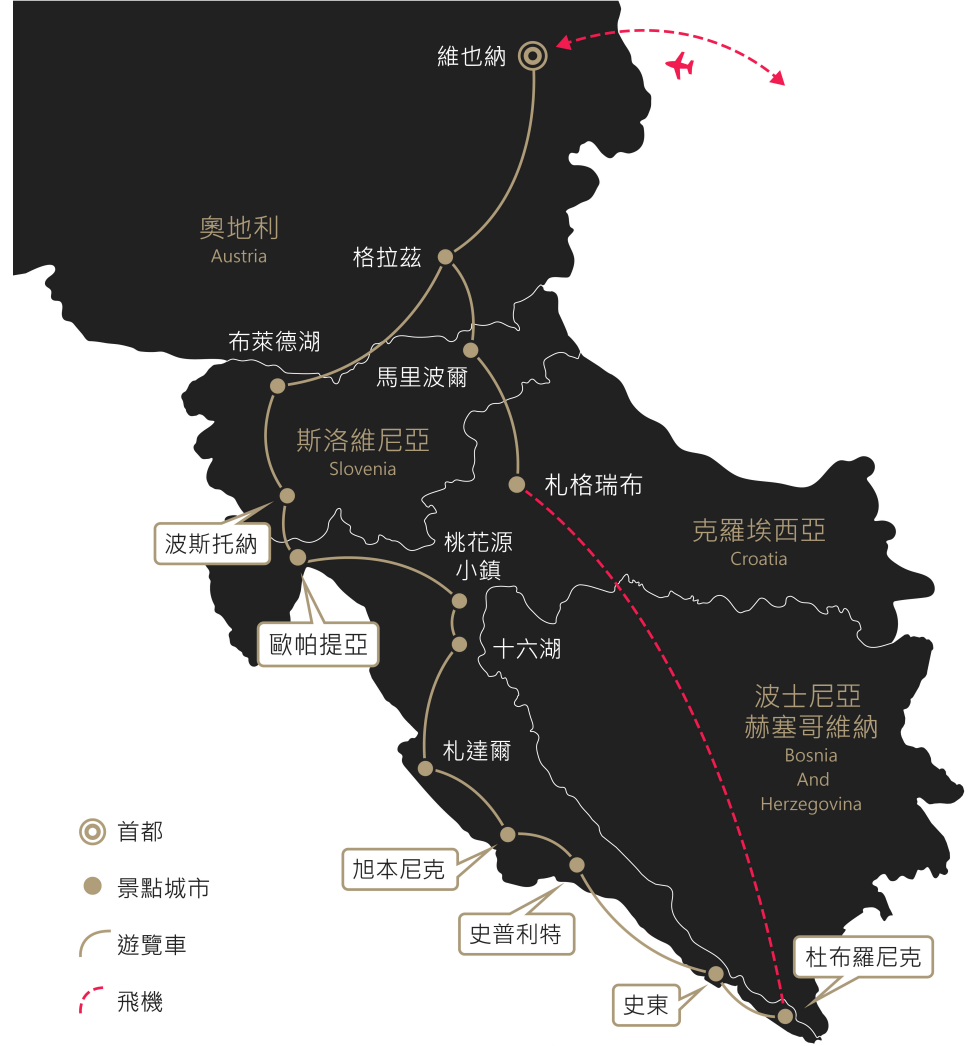 維也納
奧地利
Austria
格拉茲
布萊德湖
馬里波爾
斯洛維尼亞
Slovenia
札格瑞布
克羅埃西亞
Croatia
波斯托納
桃花源
小鎮
歐帕提亞
十六湖
波士尼亞
赫塞哥維納
Bosnia
And
Herzegovina
札達爾
旭本尼克
史普利特
杜布羅尼克
史東
首都
景點城市
遊覽車
飛機